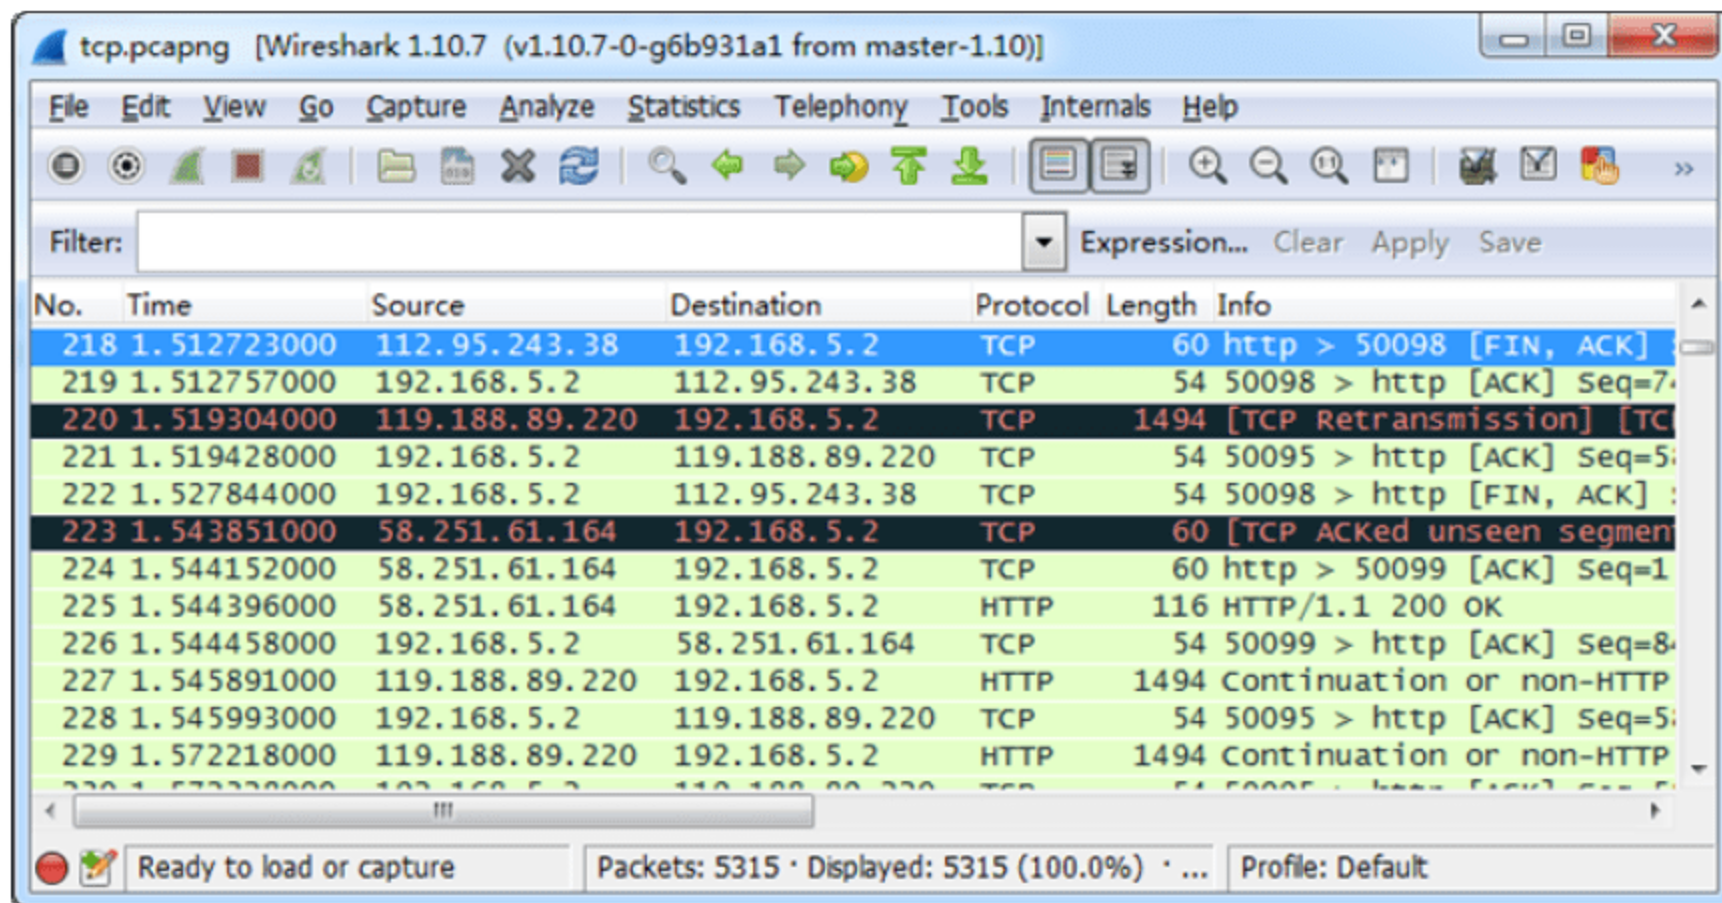 tcp.pcapng [Wireshark 1.10.7 (v1.10.7-0-g6b931a1 from master-1.10)]
File Edit View Go Capture Analyze Statistics Telephony Tools Internals Help
Filter: Expression... Clear Apply Save
No. Time Source Destination Protocol Length Info
218 1.512723000 112.95.243.38 192.168.5.2 TCP 60 http > 50098 [FIN, ACK]
219 1.512757000 192.168.5.2 112.95.243.38 TCP 54 50098 > http [ACK] Seq=7
220 1.519304000 119.188.89.220 192.168.5.2 TCP 1494 [TCP Retransmission] [TC
221 1.519428000 192.168.5.2 119.188.89.220 TCP 54 50095 > http [ACK] Seq=5
222 1.527844000 192.168.5.2 112.95.243.38 TCP 54 50098 > http [FIN, ACK]
223 1.543851000 58.251.61.164 192.168.5.2 TCP 60 [TCP ACKed unseen segmen
224 1.544152000 58.251.61.164 192.168.5.2 TCP 60 http > 50099 [ACK] Seq=1
225 1.544396000 58.251.61.164 192.168.5.2 HTTP 116 HTTP/1.1 200 OK
226 1.544458000 192.168.5.2 58.251.61.164 TCP 54 50099 > http [ACK] Seq=8
227 1.545891000 119.188.89.220 192.168.5.2 HTTP 1494 Continuation or non-HTTP
228 1.545993000 192.168.5.2 119.188.89.220 TCP 54 50095 > http [ACK] Seq=5
229 1.572218000 119.188.89.220 192.168.5.2 HTTP 1494 Continuation or non-HTTP
Ready to load or capture Packets: 5315 · Displayed: 5315 (100.0%) · ... Profile: Default